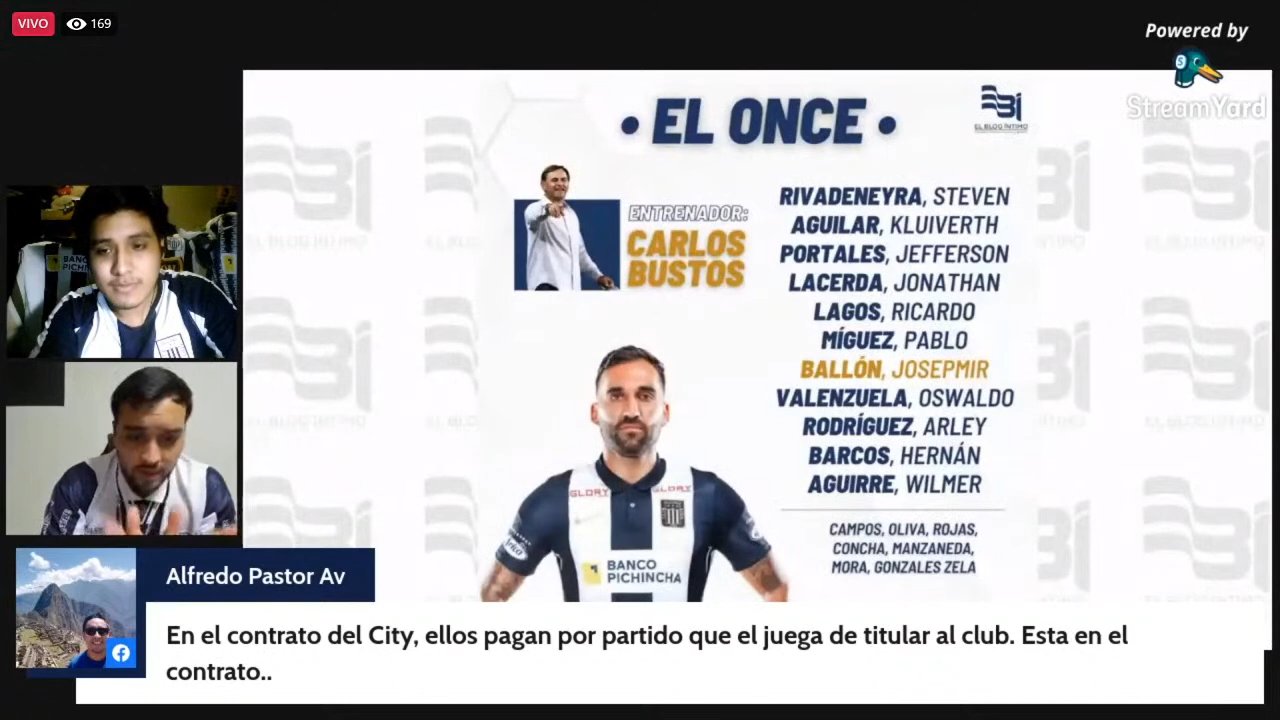 VIVO
169
Powered by
StreamYard
• EL ONCE •
EL BLOG ÍNTIMO
ENTRENADOR:
CARLOS
BUSTOS
RIVADENEYRA, STEVEN
AGUILAR, KLUIVERTH
PORTALES, JEFFERSON
LACERDA, JONATHAN
LAGOS, RICARDO
MÍGUEZ, PABLO
BALLÓN, JOSEPMIR
VALENZUELA, OSWALDO
RODRÍGUEZ, ARLEY
BARCOS, HERNÁN
AGUIRRE, WILMER
CAMPOS, OLIVA, ROJAS,
CONCHA, MANZANEDA,
MORA, GONZALES ZELA
GLORY GLORY
BANCO
PICHINCHA
Alfredo Pastor Av
En el contrato del City, ellos pagan por partido que el juega de titular al club. Esta en el
contrato..